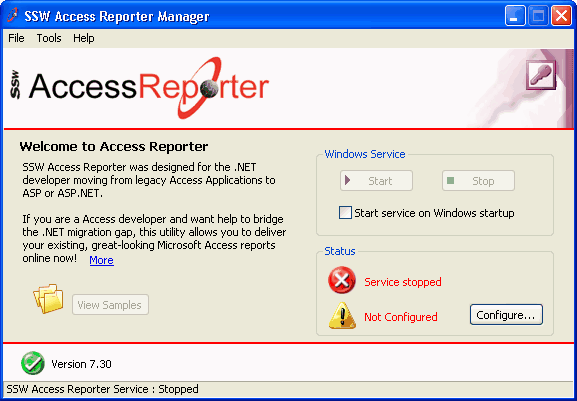 SSW Access Reporter Manager
File Tools Help
SSW AccessReporter
Welcome to Access Reporter
SSW Access Reporter was designed for the .NET
developer moving from legacy Access Applications to
ASP or ASP.NET.
If you are a Access developer and want help to bridge
the .NET migration gap, this utility allows you to deliver
your existing, great-looking Microsoft Access reports
online now! More
View Samples
Windows Service
Start Stop
Start service on Windows startup
Status
Service stopped
Not Configured Configure...
Version 7.30
SSW Access Reporter Service : Stopped